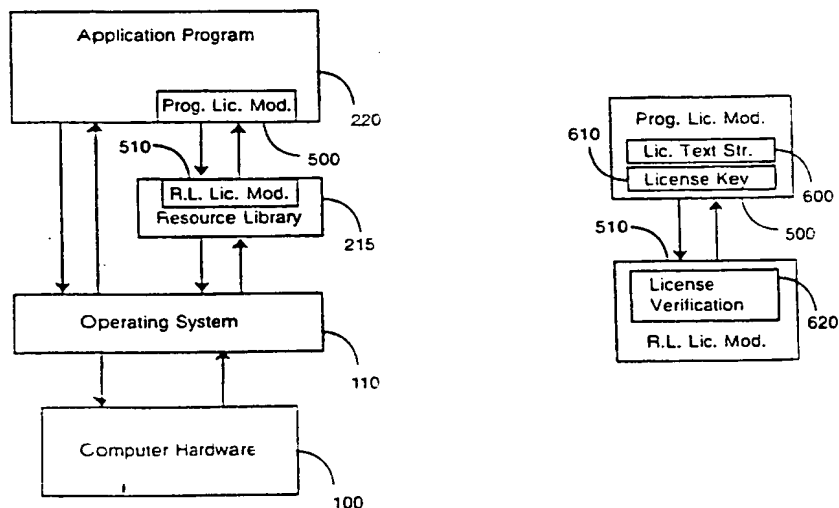 Application Program
Prog. Lic. Mod.
220
510
500
R.L. Lic. Mod.
Resource Library
215
Operating System
110
Computer Hardware
100
Prog. Lic. Mod.
610
Lic. Text Str.
License Key
600
510
500
License
Verification
620
R.L. Lic. Mod.